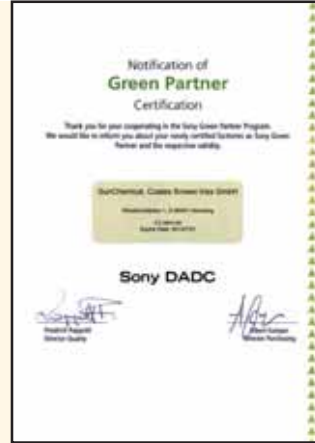 Notification of
Green Partner
Certification
Thank you for your cooperating in the Sony Green Partner Program.
We would like to inform you about your newly certified factories as Sony Green
Partner and the respective validity.
SunChemical, Coates Screen Inks GmbH
Sony DADC
Director Quality
Director Purchasing